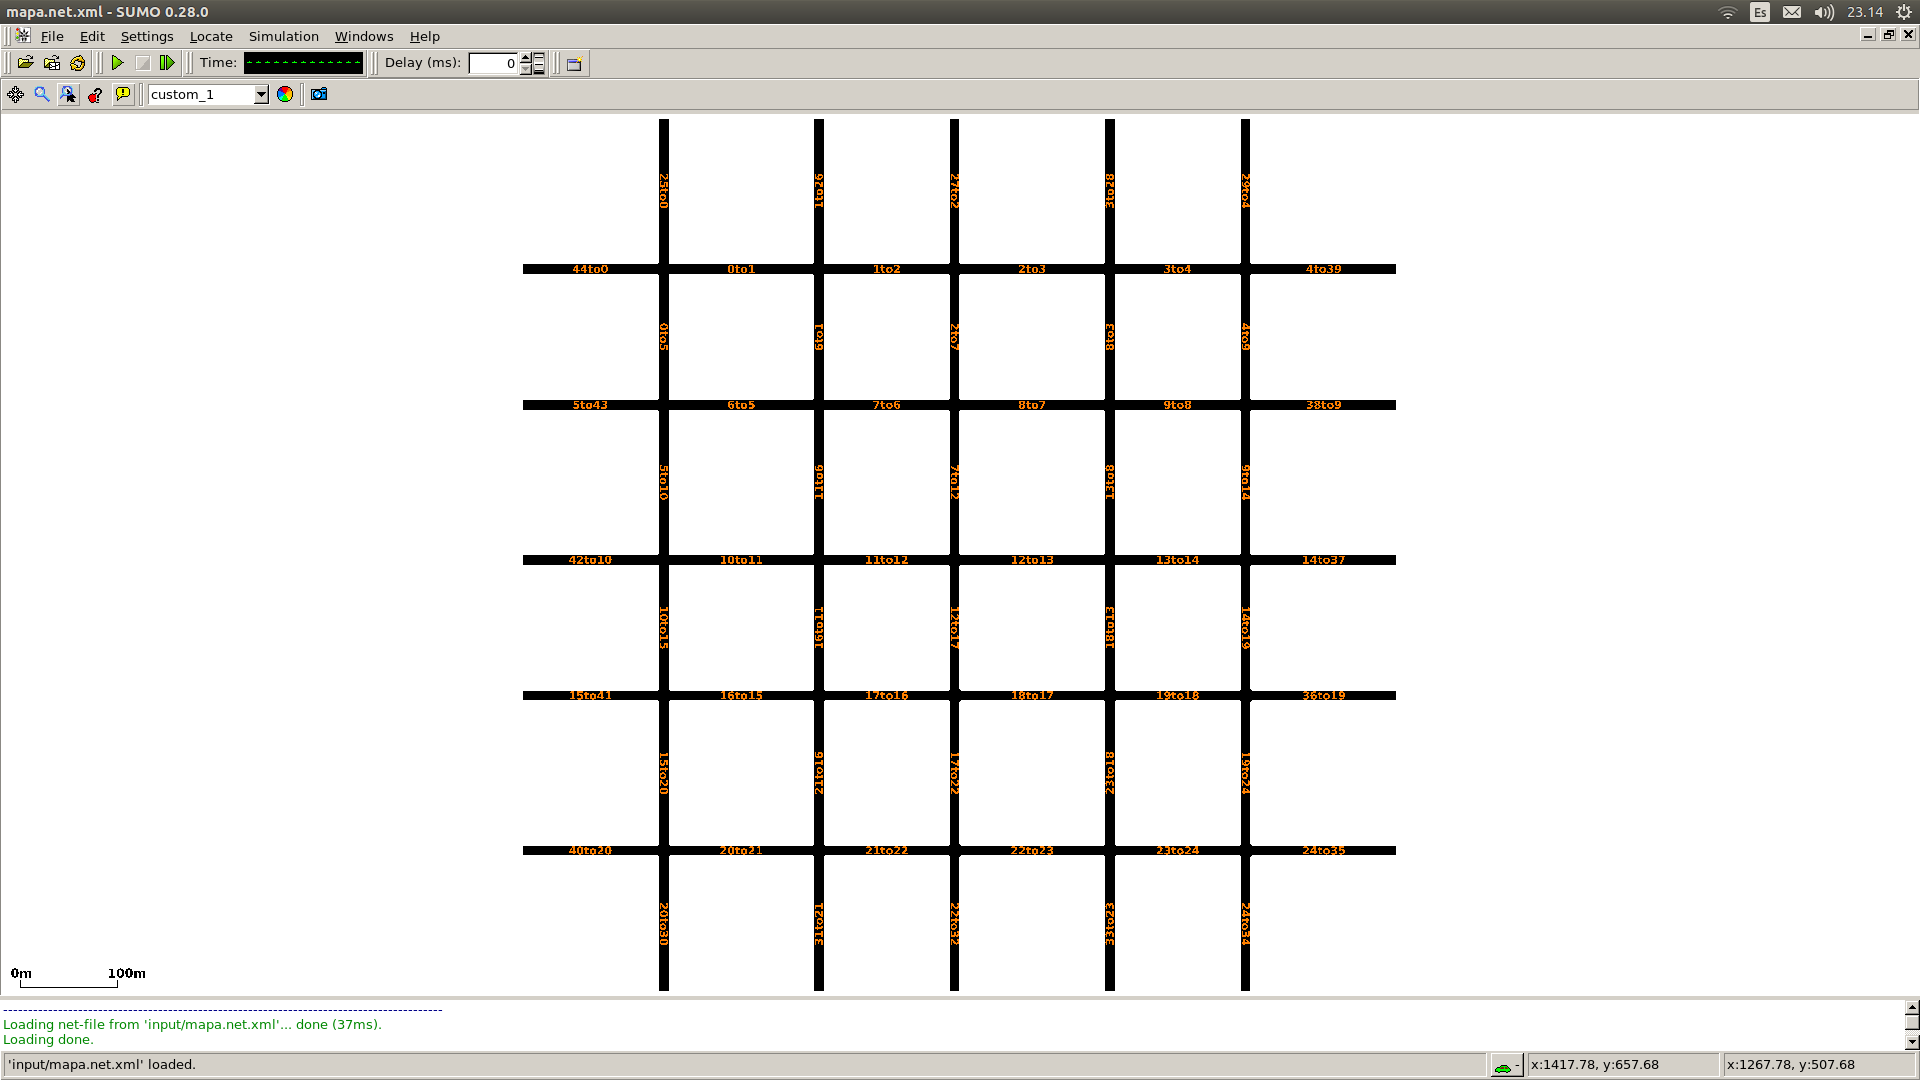 mapa.net.xml - SUMO 0.28.0
Es
23.14
File Edit Settings Locate Simulation Windows Help
Time:
Delay (ms): 0
custom_1
25to0 1to26 27to2 3to28 29to4
44to0 0to1 1to2 2to3 3to4 4to39
0to5 6to1 2to7 8to3 4to9
5to43 6to5 7to6 8to7 9to8 38to9
5to10 11to6 7to12 13to8 9to14
42to10 10to11 11to12 12to13 13to14 14to37
10to15 16to11 12to17 18to13 14to19
15to41 16to15 17to16 18to17 19to18 36to19
15to20 21to16 17to22 23to18 19to24
40to20 20to21 21to22 22to23 23to24 24to35
20to30 31to21 22to32 33to23 24to34
0m 100m
Loading net-file from 'input/mapa.net.xml'... done (37ms).
Loading done.
'input/mapa.net.xml' loaded.
-
x:1417.78, y:657.68
x:1267.78, y:507.68